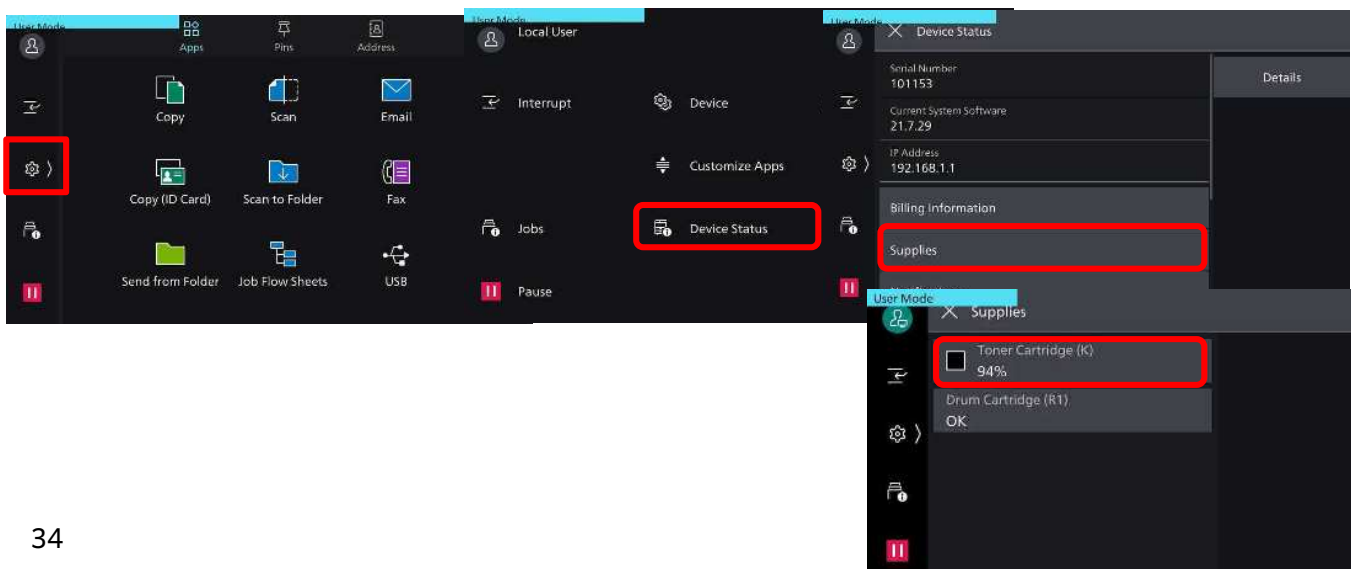 User Mode
Apps
Pins
Address
Copy
Scan
Email
Copy (ID Card)
Scan to Folder
Fax
Send from Folder
Job Flow Sheets
USB
User Mode
Local User
Interrupt
Device
Customize Apps
Jobs
Device Status
Pause
User Mode
Device Status
Serial Number
101153
Details
Current System Software
21.7.29
IP Address
192.168.1.1
Billing Information
Supplies
User Mode
Supplies
Toner Cartridge (K)
94%
Drum Cartridge (R1)
OK
34